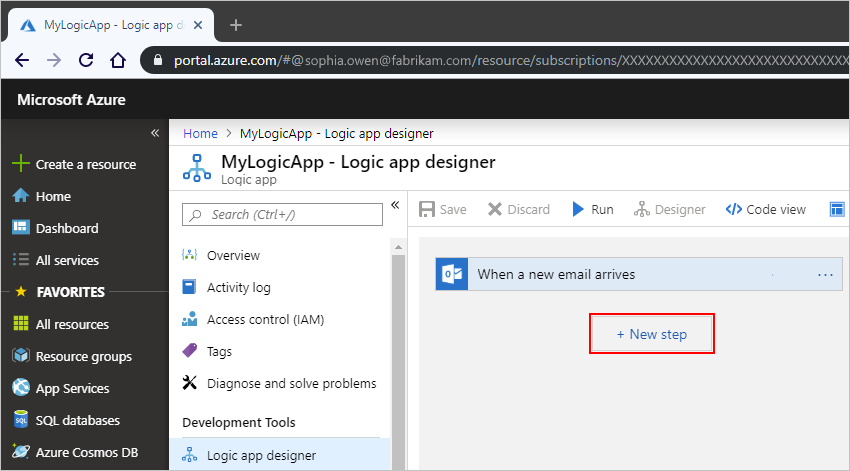 MyLogicApp - Logic app d
portal.azure.com/#@sophia.owen@fabrikam.com/resource/subscriptions/XXXXXXXXXXXXXXXXXXXXXXXXXXXXX
Microsoft Azure
Create a resource
Home
Dashboard
All services
FAVORITES
All resources
Resource groups
App Services
SQL databases
Azure Cosmos DB
Home > MyLogicApp - Logic app designer
MyLogicApp - Logic app designer
Logic app
Search (Ctrl+/)
Overview
Activity log
Access control (IAM)
Tags
Diagnose and solve problems
Development Tools
Logic app designer
Save Discard Run Designer Code view
When a new email arrives
+ New step